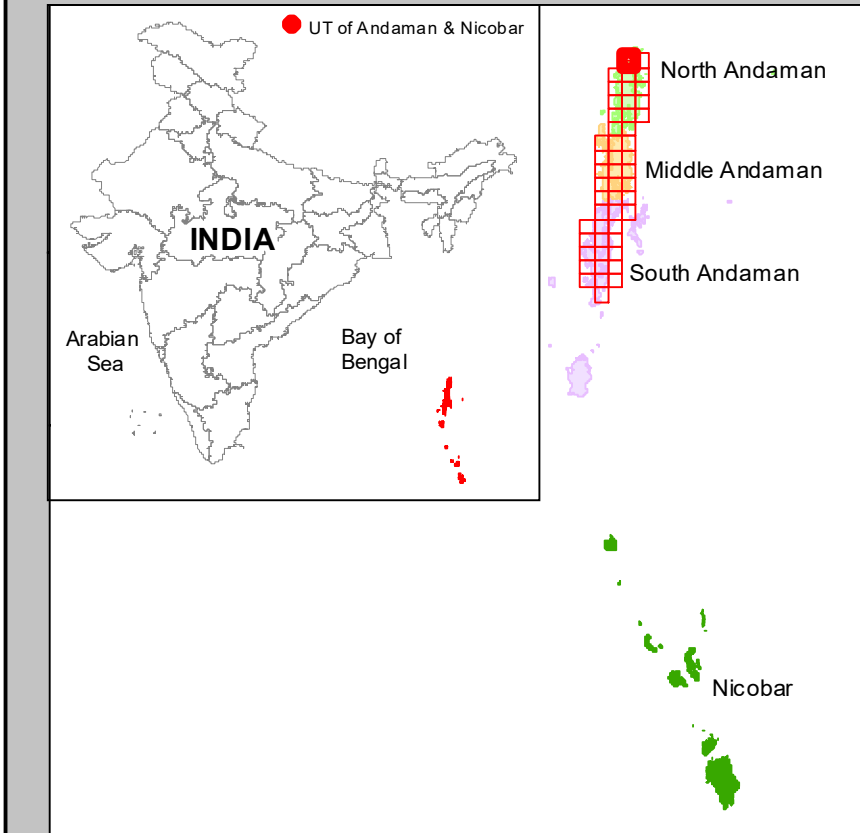 UT of Andaman & Nicobar
North Andaman
Middle Andaman
INDIA
South Andaman
Arabian
Sea
Bay of
Bengal
Nicobar